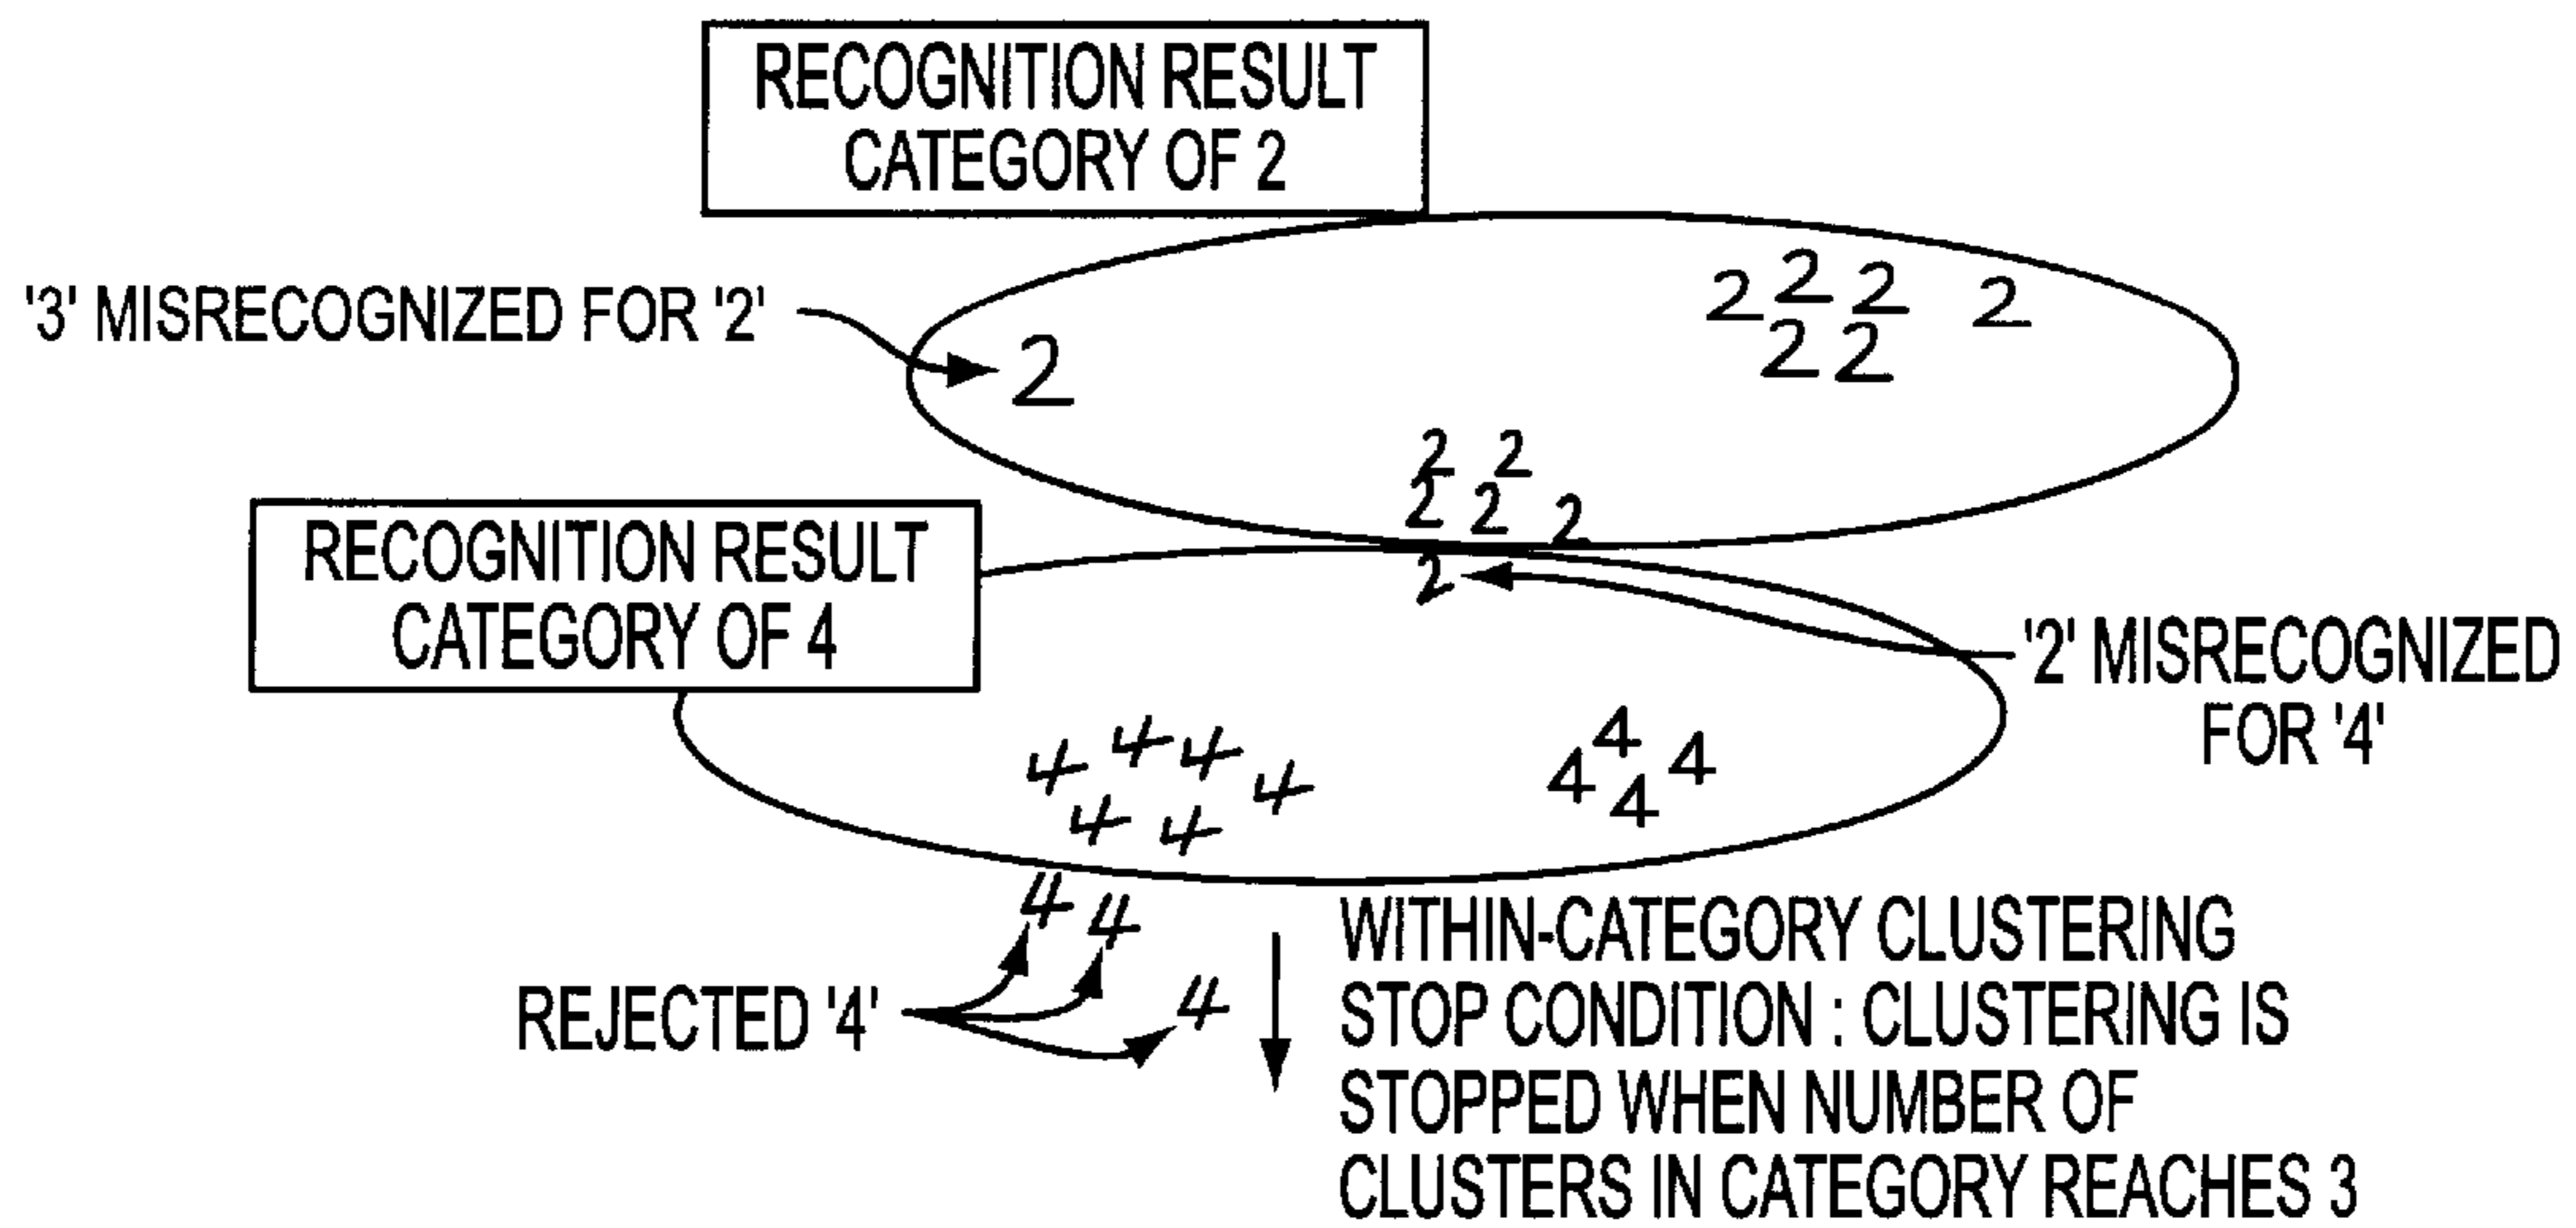 RECOGNITION RESULT
CATEGORY OF 2
'3' MISRECOGNIZED FOR '2'
2 2 2 2
2 2
2
2 2
2 2 2
RECOGNITION RESULT
CATEGORY OF 4
2
'2' MISRECOGNIZED
FOR '4'
4 4 4 4
4 4
4 4
4 4
4 4
4
REJECTED '4'
WITHIN-CATEGORY CLUSTERING
STOP CONDITION : CLUSTERING IS
STOPPED WHEN NUMBER OF
CLUSTERS IN CATEGORY REACHES 3